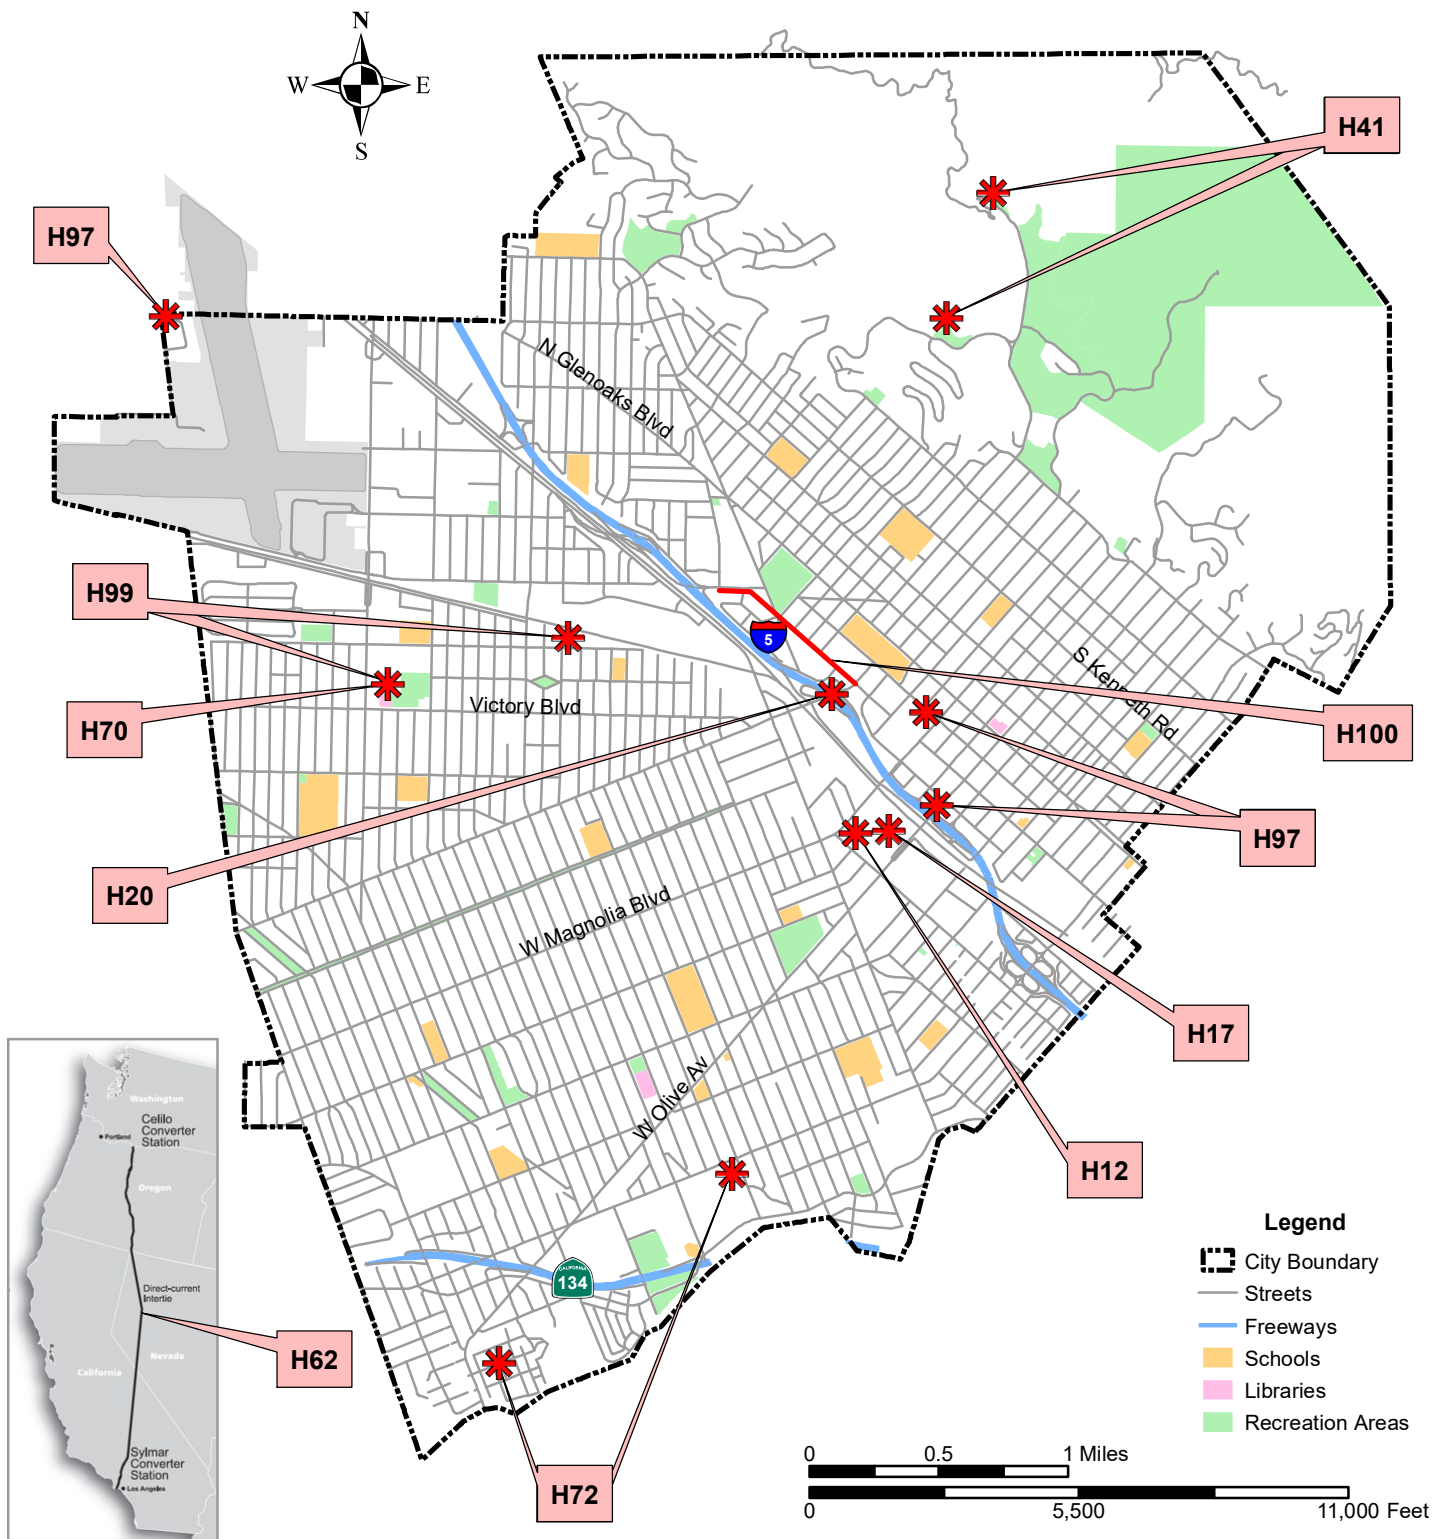 N
W
E
S
H41
H97
N Glenoaks Blvd
H99
5
S Kenneth Rd
H70
Victory Blvd
H100
H97
H20
W Magnolia Blvd
H17
Washington
Celilo
Converter
Station
Portland
W Olive Av
H12
Oregon
Legend
City Boundary
CALIFORNIA
134
Direct-current
Intertie
Streets
Freeways
H62
Nevada
California
Schools
Libraries
Recreation Areas
Sylmar
Converter
Station
Los Angeles
H72
0 0.5 1 Miles
0 5,500 11,000 Feet